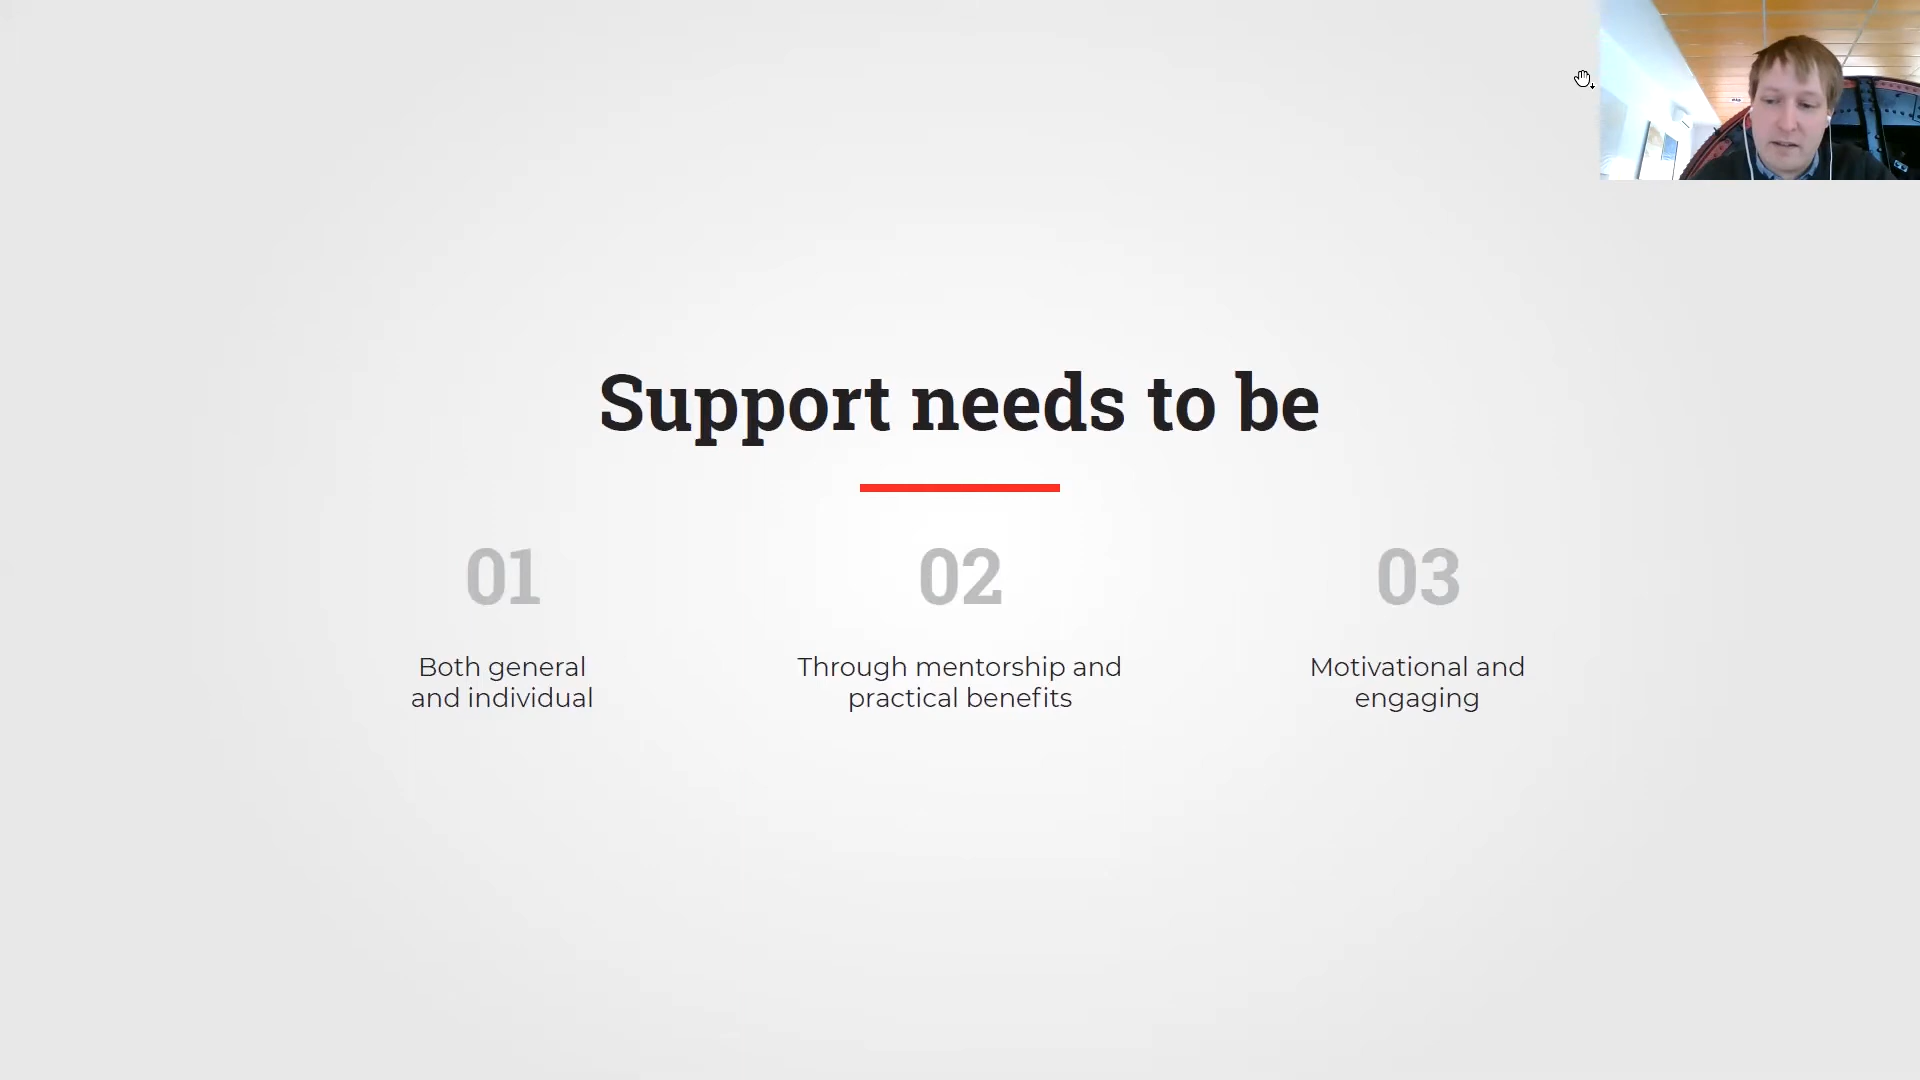 Support needs to be
01
Both general
and individual
02
Through mentorship and
practical benefits
03
Motivational and
engaging